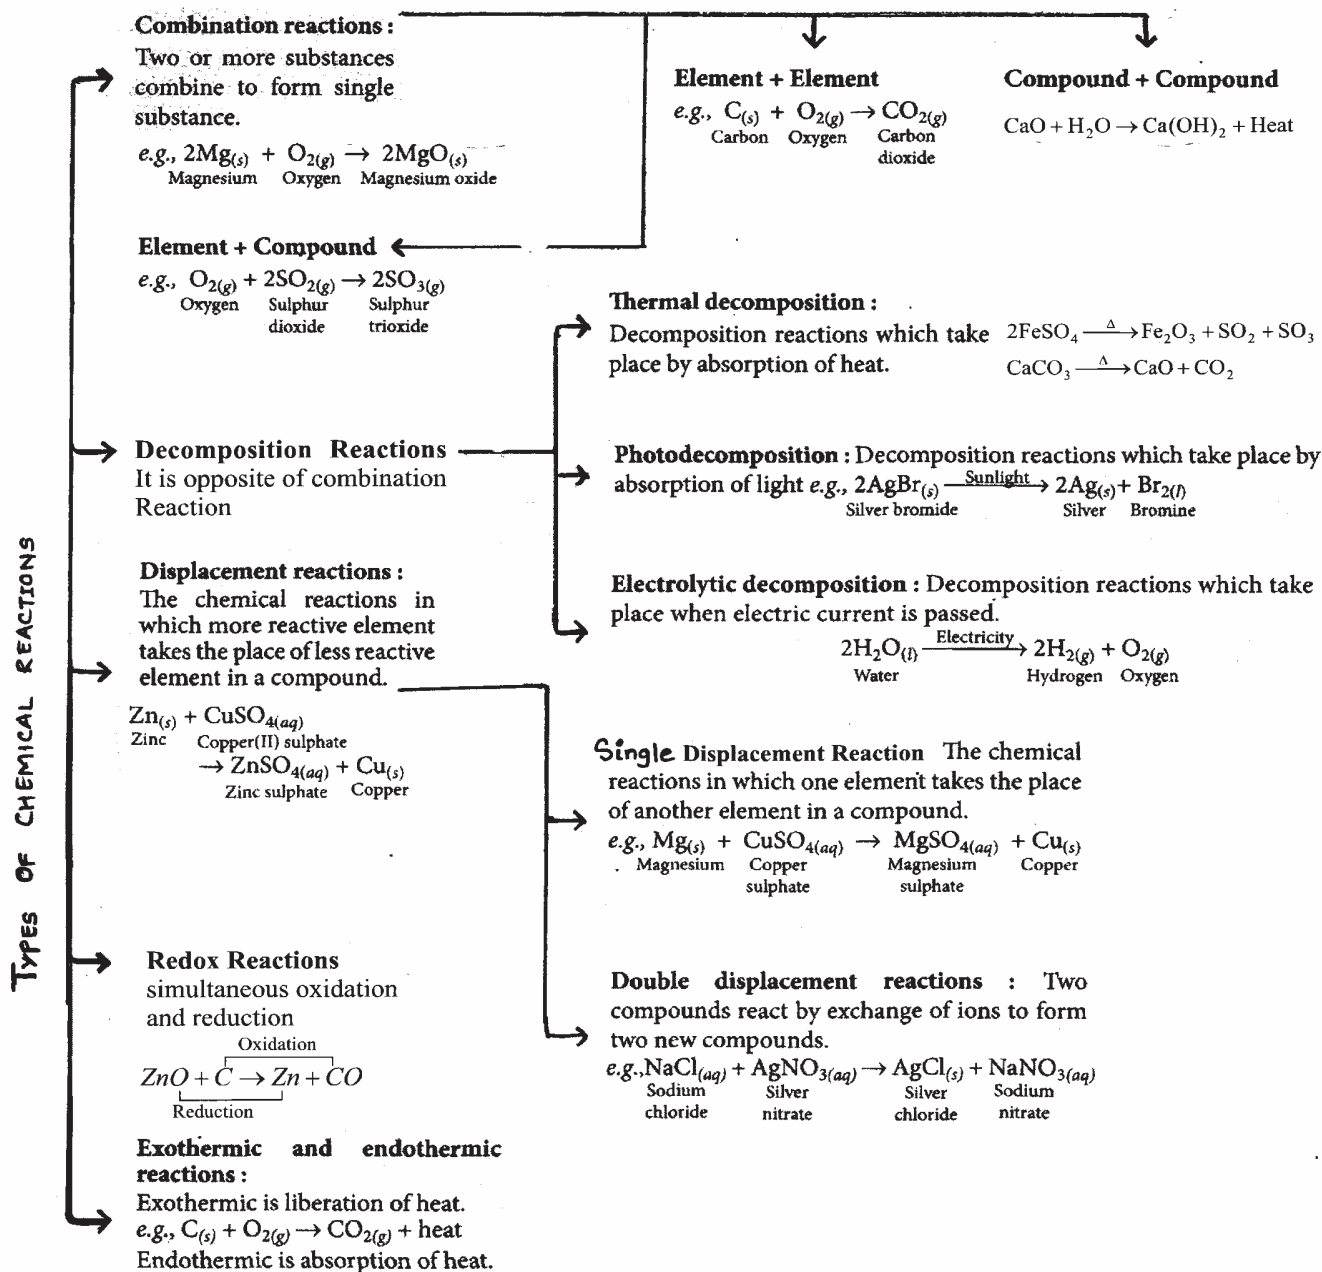 TYPES OF CHEMICAL REACTIONS
Combination reactions :
Two or more substances
combine to form single
substance.
e.g., 2Mg(s) + O2(g) → 2MgO(s)
Magnesium Oxygen Magnesium oxide
Element + Element
e.g., C(s) + O2(g) → CO2(g)
Carbon Oxygen Carbon
dioxide
Compound + Compound
CaO + H2O → Ca(OH)2 + Heat
Element + Compound
e.g., O2(g) + 2SO2(g) → 2SO3(g)
Oxygen Sulphur Sulphur
dioxide trioxide
Decomposition Reactions
It is opposite of combination
Reaction
Thermal decomposition :
Decomposition reactions which take
place by absorption of heat.
2FeSO4 —Δ→ Fe2O3 + SO2 + SO3
CaCO3 —Δ→ CaO + CO2
Photodecomposition : Decomposition reactions which take place by
absorption of light e.g., 2AgBr(s) —Sunlight→ 2Ag(s) + Br2(l)
Silver bromide Silver Bromine
Electrolytic decomposition : Decomposition reactions which take
place when electric current is passed.
2H2O(l) —Electricity→ 2H2(g) + O2(g)
Water Hydrogen Oxygen
Displacement reactions :
The chemical reactions in
which more reactive element
takes the place of less reactive
element in a compound.
Zn(s) + CuSO4(aq)
Zinc Copper(II) sulphate
→ ZnSO4(aq) + Cu(s)
Zinc sulphate Copper
Single Displacement Reaction The chemical
reactions in which one element takes the place
of another element in a compound.
e.g., Mg(s) + CuSO4(aq) → MgSO4(aq) + Cu(s)
Magnesium Copper Magnesium Copper
sulphate sulphate
Double displacement reactions : Two
compounds react by exchange of ions to form
two new compounds.
e.g.,NaCl(aq) + AgNO3(aq) → AgCl(s) + NaNO3(aq)
Sodium Silver Silver Sodium
chloride nitrate chloride nitrate
Redox Reactions
simultaneous oxidation
and reduction
Oxidation
ZnO + C → Zn + CO
Reduction
Exothermic and endothermic
reactions :
Exothermic is liberation of heat.
e.g., C(s) + O2(g) → CO2(g) + heat
Endothermic is absorption of heat.